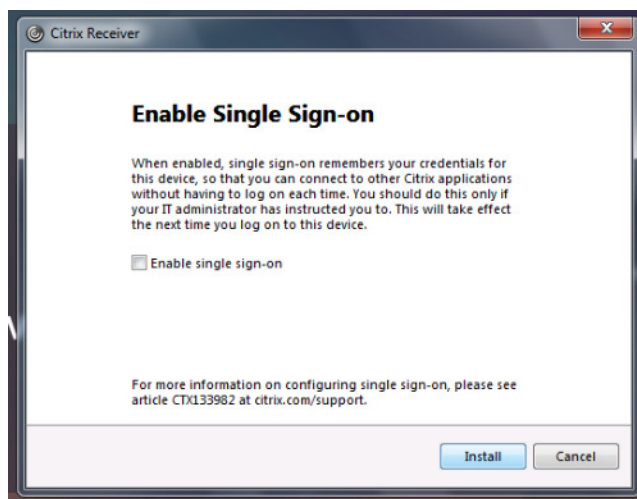 Citrix Receiver
Enable Single Sign-on
When enabled, single sign-on remembers your credentials for
this device, so that you can connect to other Citrix applications
without having to log on each time. You should do this only if
your IT administrator has instructed you to. This will take effect
the next time you log on to this device.
Enable single sign-on
For more information on configuring single sign-on, please see
article CTX133982 at citrix.com/support.
Install Cancel